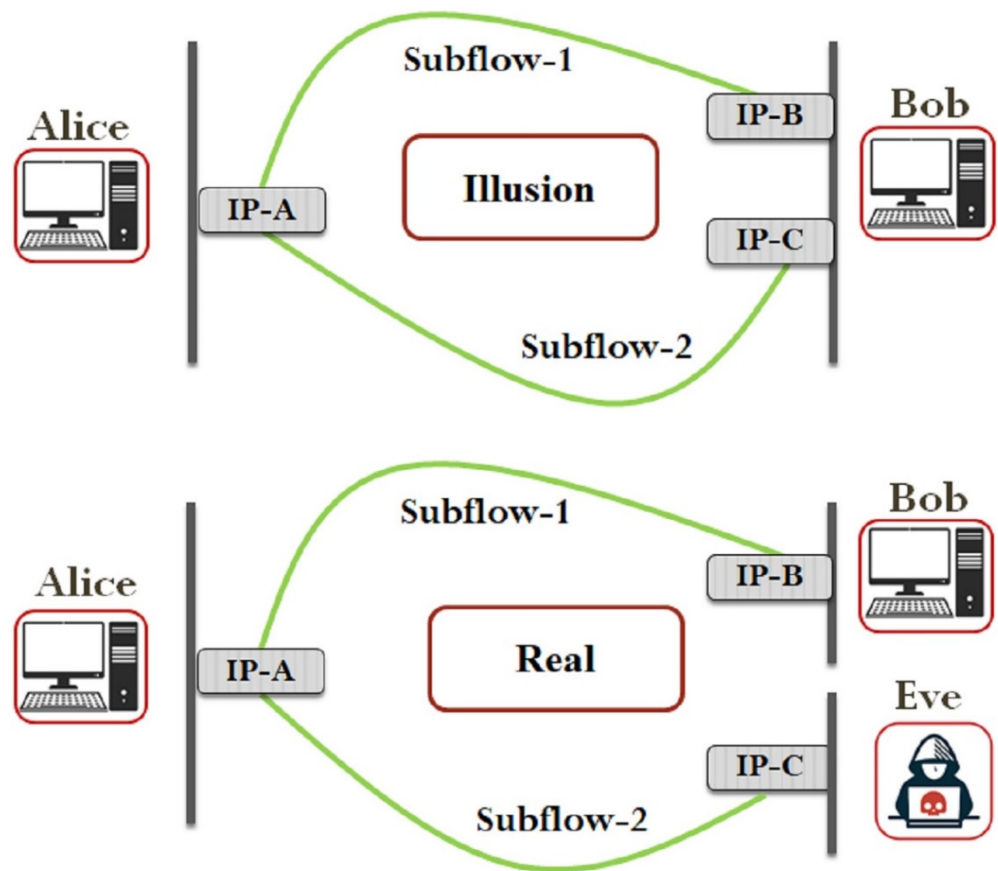 Subflow-1
Alice
IP-B
Bob
Illusion
IP-A
IP-C
Subflow-2
Subflow-1
Bob
Alice
IP-B
Real
IP-A
Eve
IP-C
Subflow-2